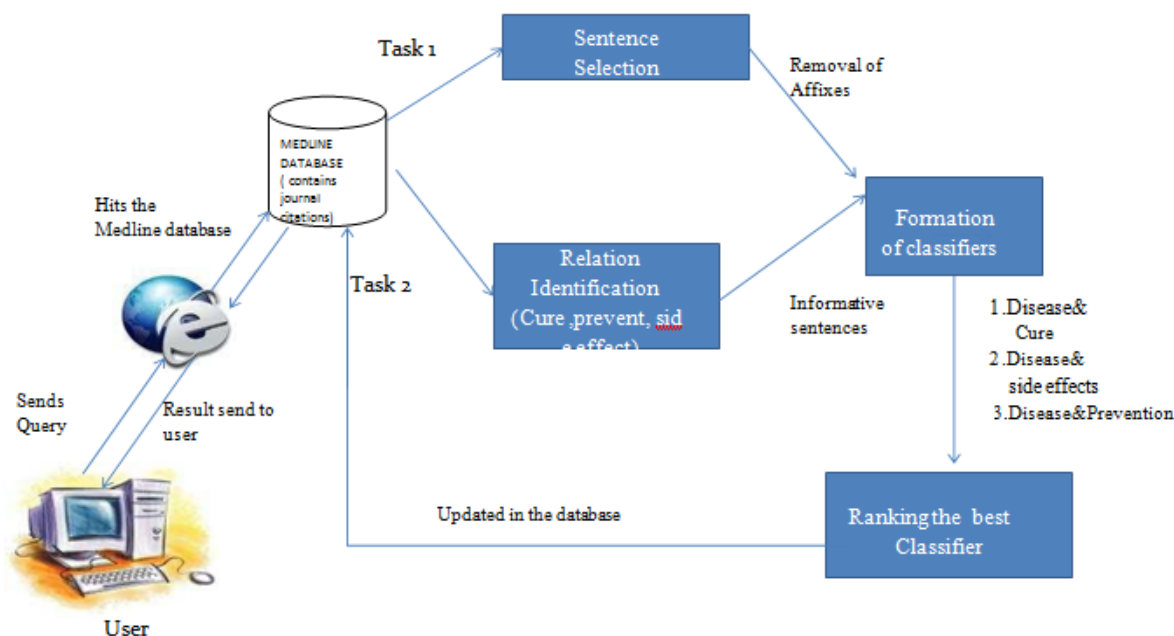 Task 1
Sentence
Selection
Removal of
Affixes
MEDLINE
DATABASE
( contains
journal
citations)
Hits the
Medline database
Formation
of classifiers
Relation
Identification
(Cure ,prevent, sid
e effect)
Task 2
Informative
sentences
1.Disease&
Cure
2.Disease&
side effects
3.Disease&Prevention
Sends
Query
Result send to
user
Updated in the database
Ranking the best
Classifier
User